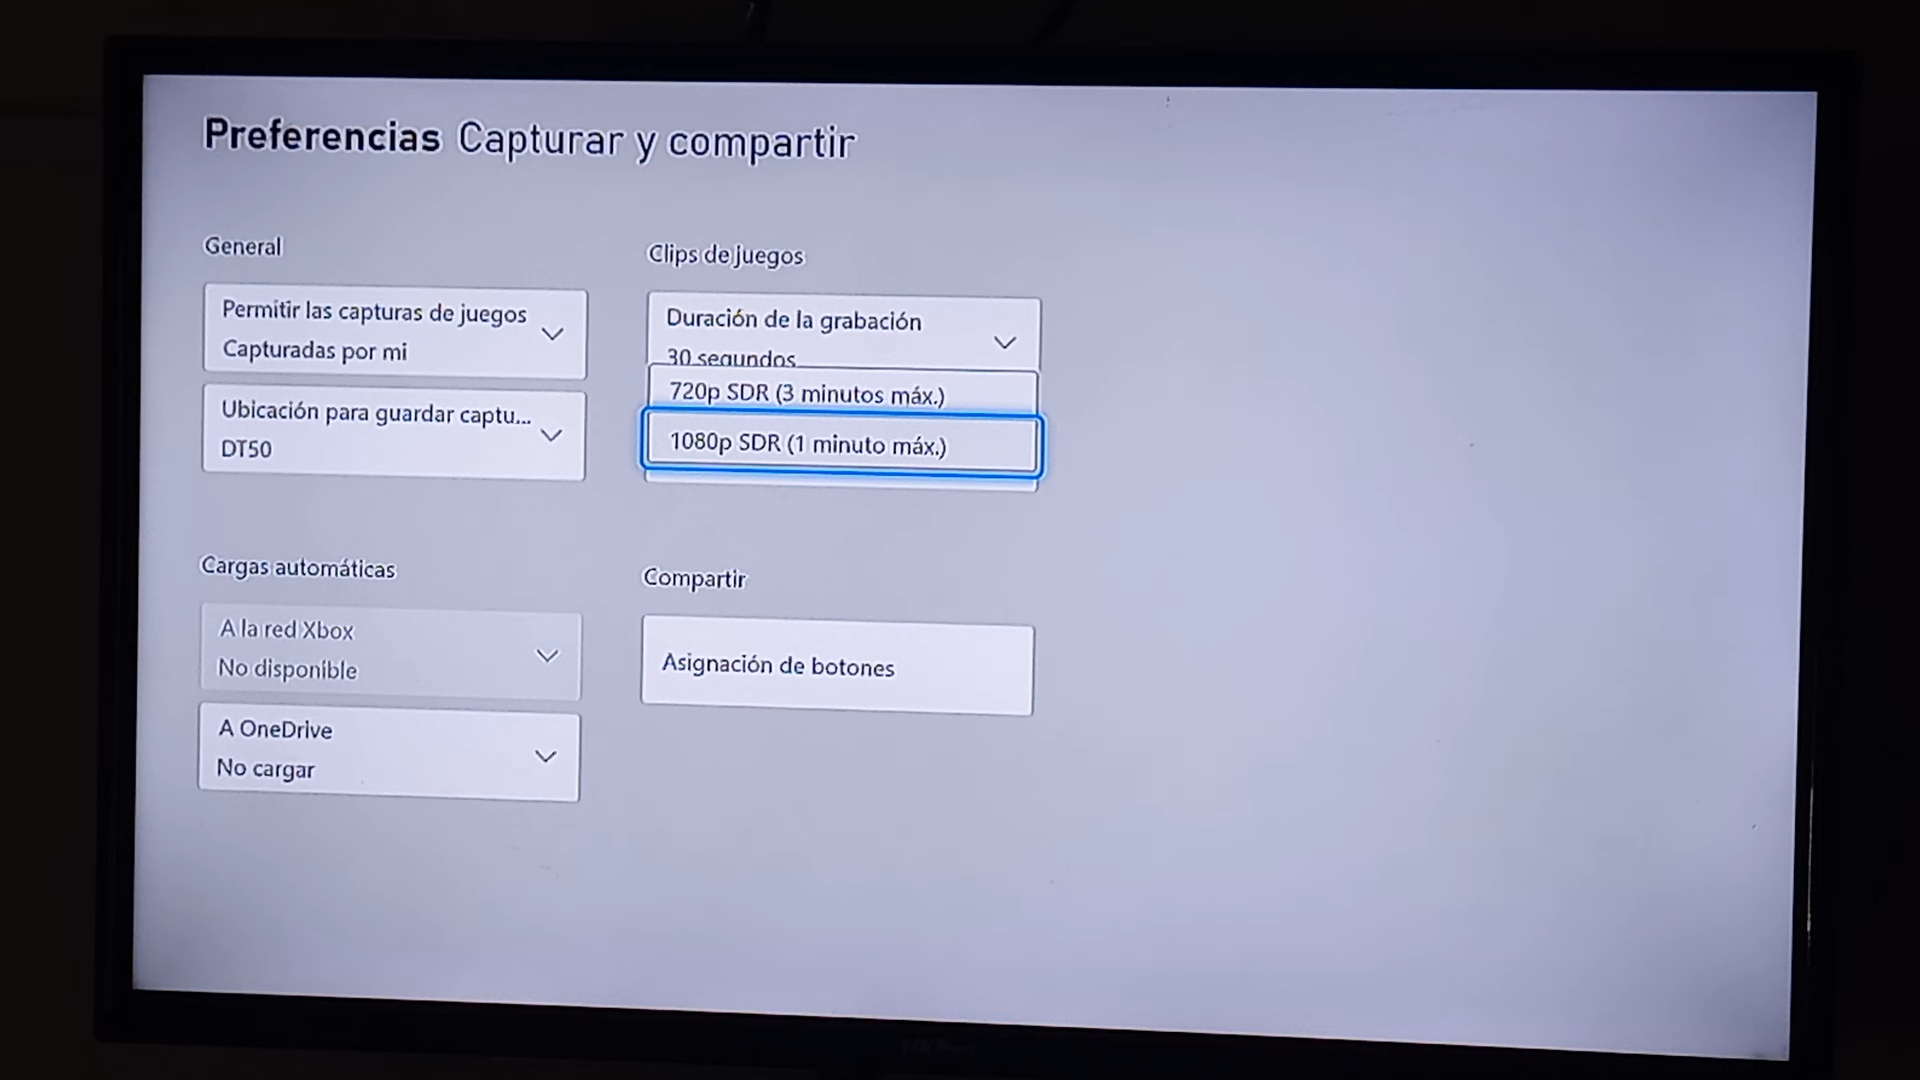 Preferencias Capturar y compartir
General
Permitir las capturas de juegos
Capturadas por mi
Ubicación para guardar captu...
DT50
Clips de juegos
Duración de la grabación
30 segundos
720p SDR (3 minutos máx.)
1080p SDR (1 minuto máx.)
Cargas automáticas
A la red Xbox
No disponible
A OneDrive
No cargar
Compartir
Asignación de botones